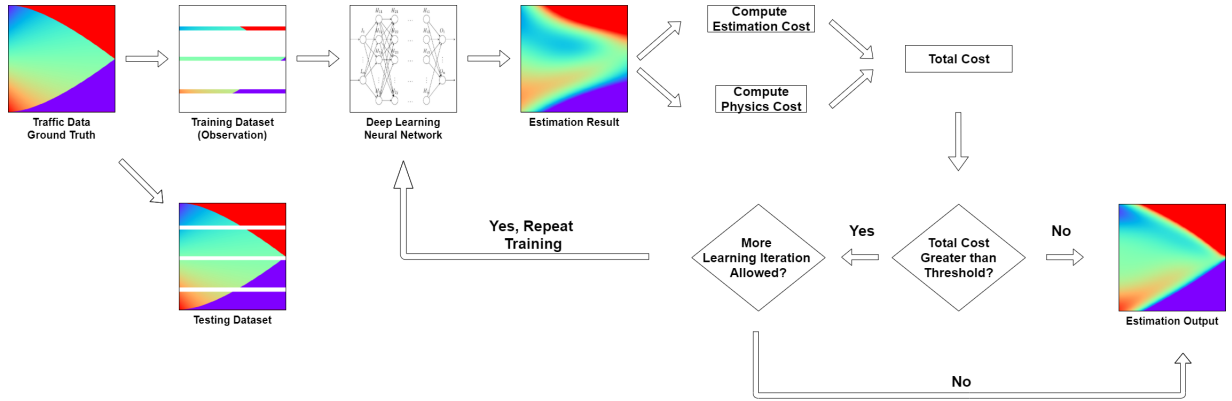 Compute
Estimation Cost
Total Cost
Compute
Physics Cost
Traffic Data
Ground Truth
Training Dataset
(Observation)
Deep Learning
Neural Network
Estimation Result
Yes, Repeat
Training
More
Learning Iteration
Allowed?
Yes
Total Cost
Greater than
Threshold?
No
Testing Dataset
Estimation Output
No